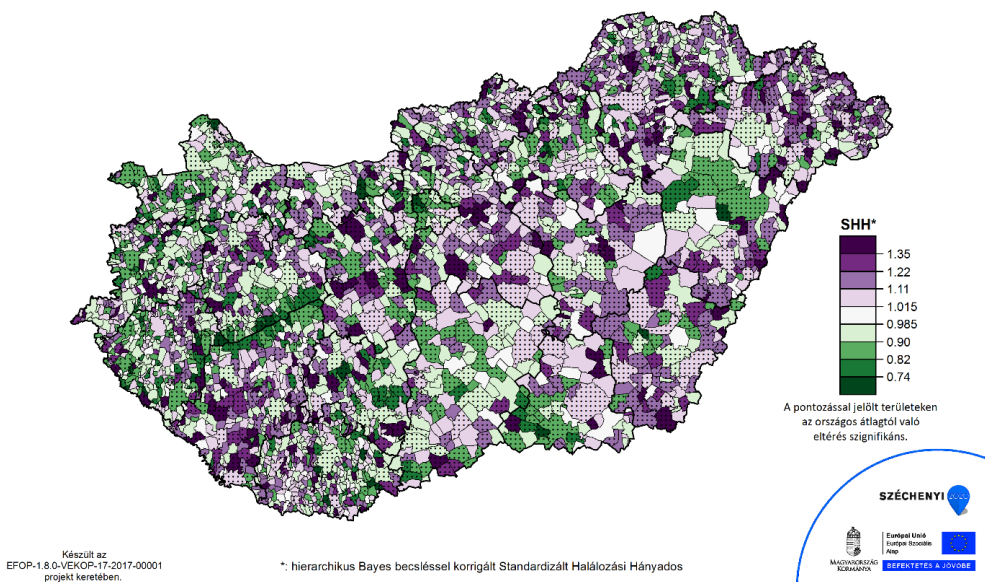 SHH*
1.35
1.22
1.11
1.015
0.985
0.90
0.82
0.74
A pontozással jelölt területeken
az országos átlagtól való
eltérés szignifikáns.
SZÉCHENYI 2020
MAGYARORSZÁG
KORMÁNYA
Európai Unió
Európai Szociális
Alap
BEFEKTETÉS A JÖVŐBE
Készült az
EFOP-1.8.0-VEKOP-17-2017-00001
projekt keretében.
*: hierarchikus Bayes becsléssel korrigált Standardizált Halálozási Hányados